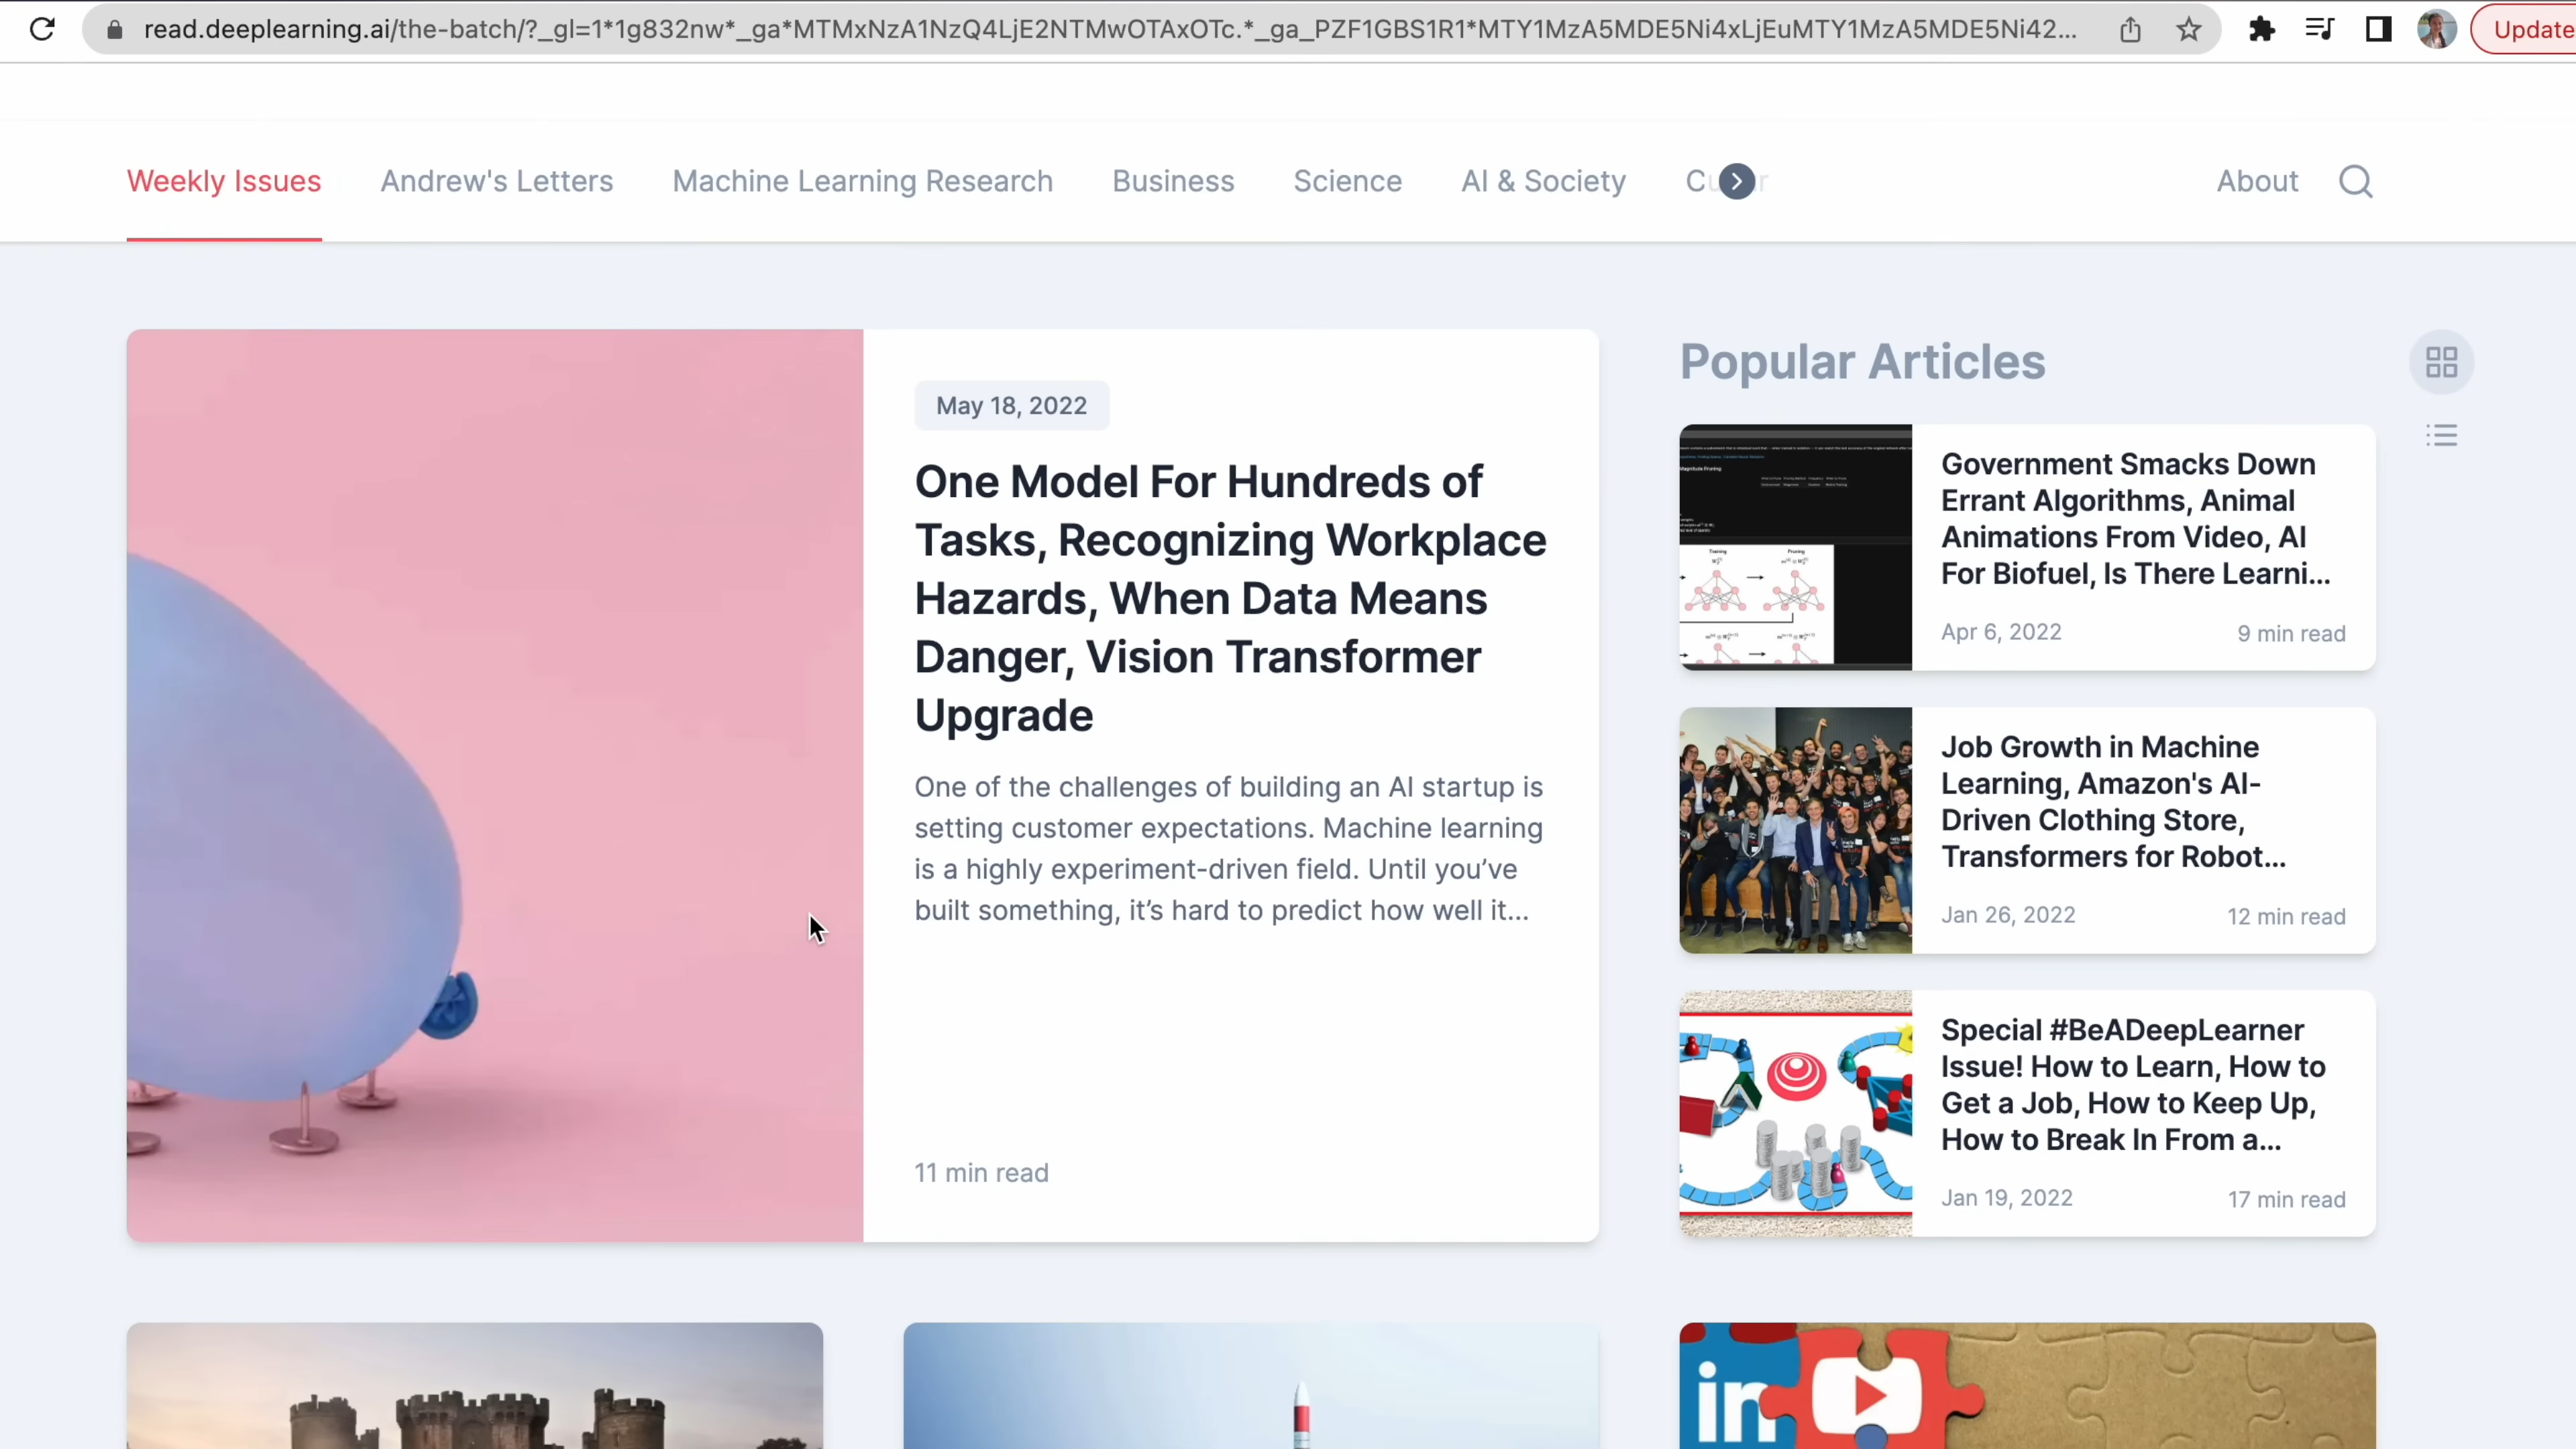 read.deeplearning.ai/the-batch/?_gl=1*1g832nw*_ga*MTMxNzA1NzQ4LjE2NTMwOTAxOTc.*_ga_PZF1GBS1R1*MTY1MzA5MDE5Ni4xLjEuMTY1MzA5MDE5Ni42...
Update
Weekly Issues
Andrew's Letters
Machine Learning Research
Business
Science
AI & Society
About
May 18, 2022
One Model For Hundreds of
Tasks, Recognizing Workplace
Hazards, When Data Means
Danger, Vision Transformer
Upgrade
One of the challenges of building an AI startup is
setting customer expectations. Machine learning
is a highly experiment-driven field. Until you’ve
built something, it’s hard to predict how well it...
11 min read
Popular Articles
Magnitude Pruning
Training
Pruning
Government Smacks Down
Errant Algorithms, Animal
Animations From Video, AI
For Biofuel, Is There Learni...
Apr 6, 2022
9 min read
Job Growth in Machine
Learning, Amazon's AI-
Driven Clothing Store,
Transformers for Robot...
Jan 26, 2022
12 min read
Special #BeADeepLearner
Issue! How to Learn, How to
Get a Job, How to Keep Up,
How to Break In From a...
Jan 19, 2022
17 min read
in